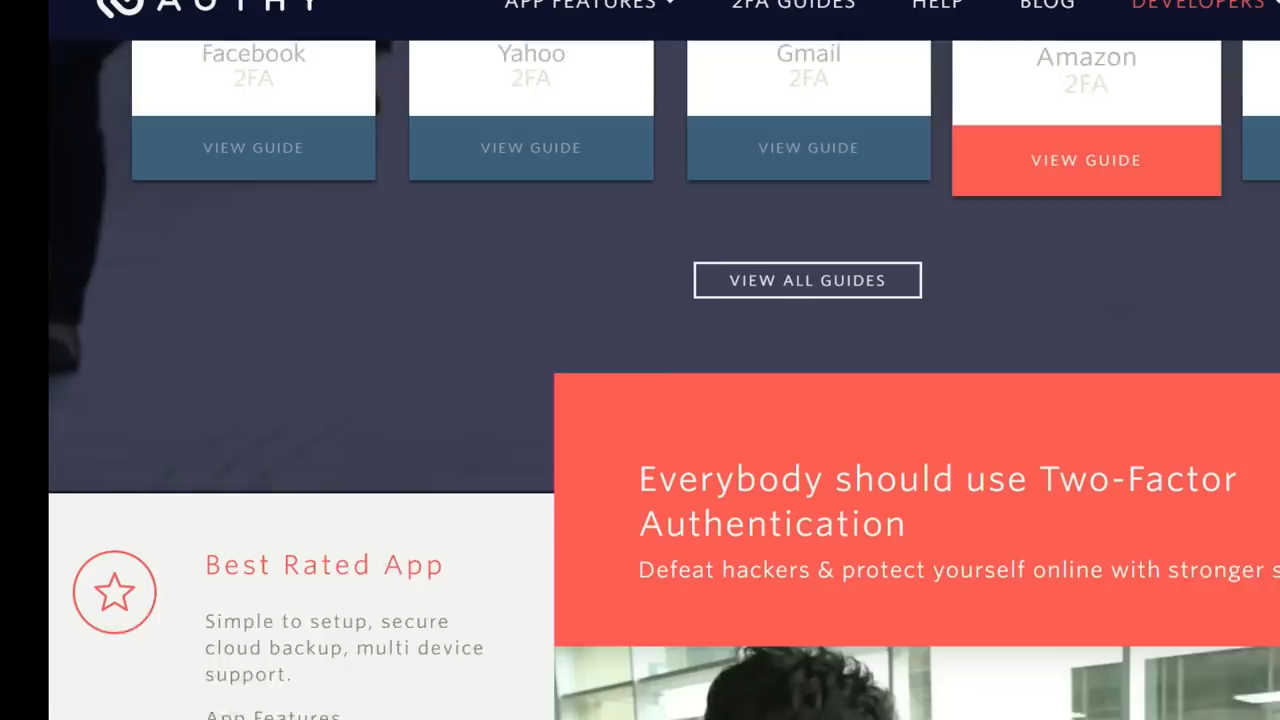 AUTHY
APP FEATURES 2FA GUIDES HELP BLOG DEVELOPERS
Facebook
2FA
VIEW GUIDE
Yahoo
2FA
VIEW GUIDE
Gmail
2FA
VIEW GUIDE
Amazon
2FA
VIEW GUIDE
VIEW ALL GUIDES
Everybody should use Two-Factor
Authentication
Defeat hackers & protect yourself online with stronger
Best Rated App
Simple to setup, secure
cloud backup, multi device
support.
App Features